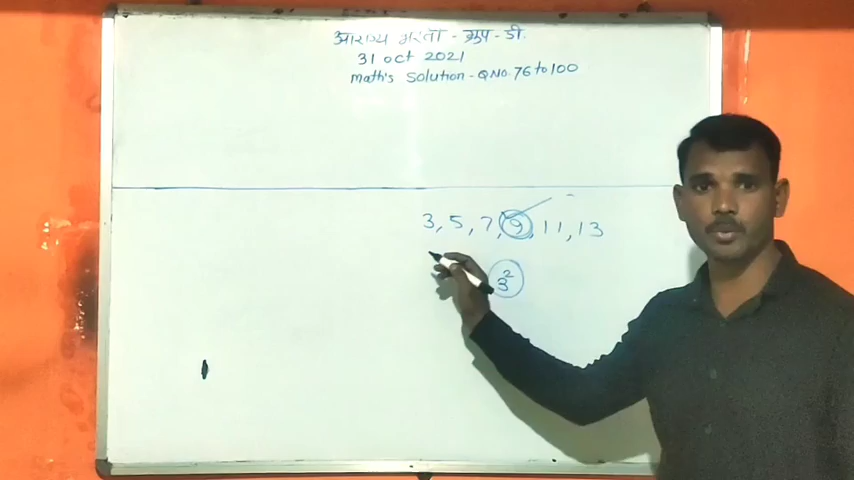 आरोग्य भरती - ग्रुप - डी.
31 oct 2021
math's Solution - Q No. 76 to 100
3, 5, 7, 9, 11, 13
3²